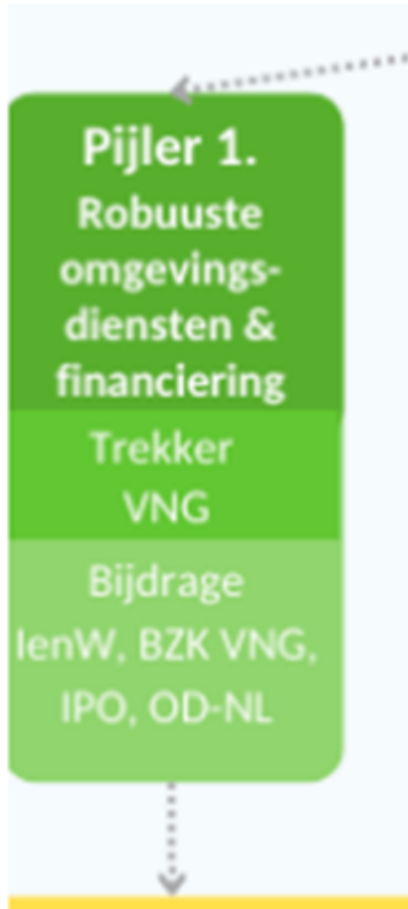 Pijler 1.
Robuuste
omgevings-
diensten &
financiering
Trekker
VNG
Bijdrage
IenW, BZK VNG,
IPO, OD-NL